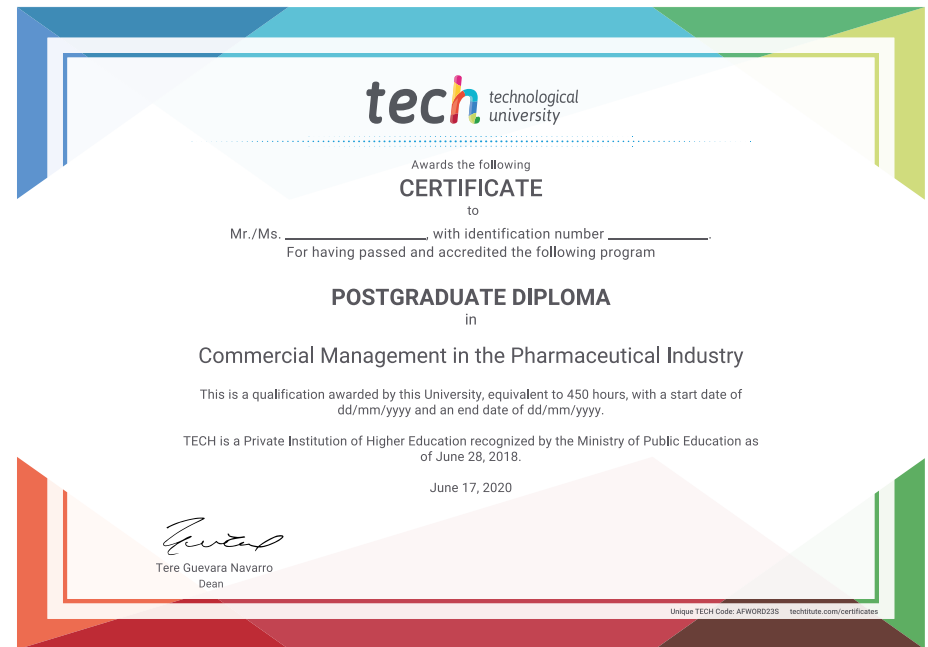 tech technological
university
Awards the following
CERTIFICATE
to
Mr./Ms. ____________________, with identification number ______________.
For having passed and accredited the following program
POSTGRADUATE DIPLOMA
in
Commercial Management in the Pharmaceutical Industry
This is a qualification awarded by this University, equivalent to 450 hours, with a start date of
dd/mm/yyyy and an end date of dd/mm/yyyy.
TECH is a Private Institution of Higher Education recognized by the Ministry of Public Education as
of June 28, 2018.
June 17, 2020
Tere Guevara Navarro
Dean
Unique TECH Code: AFWORD23S techtitute.com/certificates